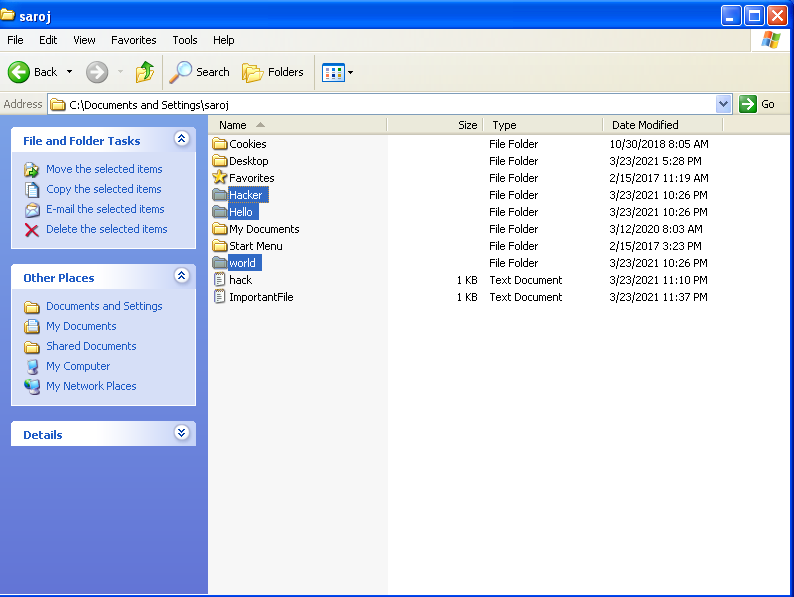 saroj
File Edit View Favorites Tools Help
Back Search Folders
Address C:\Documents and Settings\saroj Go
File and Folder Tasks
Move the selected items
Copy the selected items
E-mail the selected items
Delete the selected items
Other Places
Documents and Settings
My Documents
Shared Documents
My Computer
My Network Places
Details
Name Size Type Date Modified
Cookies File Folder 10/30/2018 8:05 AM
Desktop File Folder 3/23/2021 5:28 PM
Favorites File Folder 2/15/2017 11:19 AM
Hacker File Folder 3/23/2021 10:26 PM
Hello File Folder 3/23/2021 10:26 PM
My Documents File Folder 3/12/2020 8:03 AM
Start Menu File Folder 2/15/2017 3:23 PM
world File Folder 3/23/2021 10:26 PM
hack 1 KB Text Document 3/23/2021 11:10 PM
ImportantFile 1 KB Text Document 3/23/2021 11:37 PM